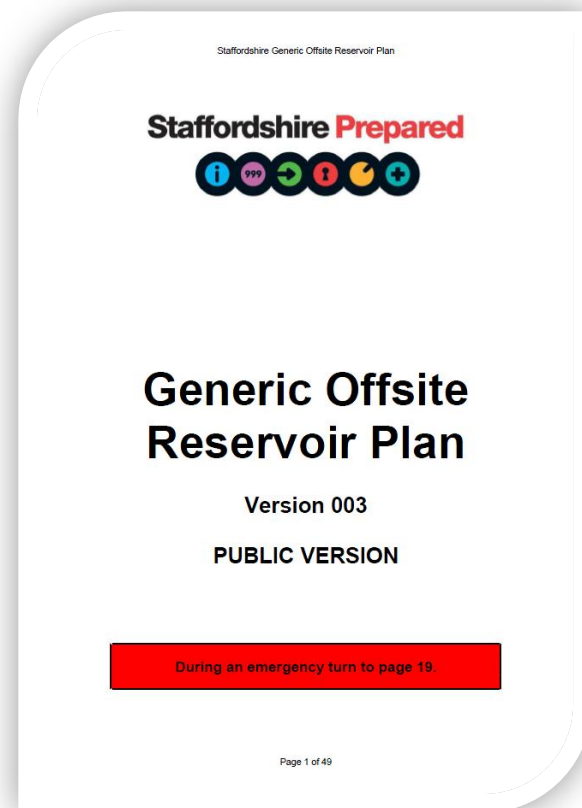 Staffordshire Generic Offsite Reservoir Plan
Staffordshire Prepared
i 999
Generic Offsite
Reservoir Plan
Version 003
PUBLIC VERSION
During an emergency turn to page 19.
Page 1 of 49